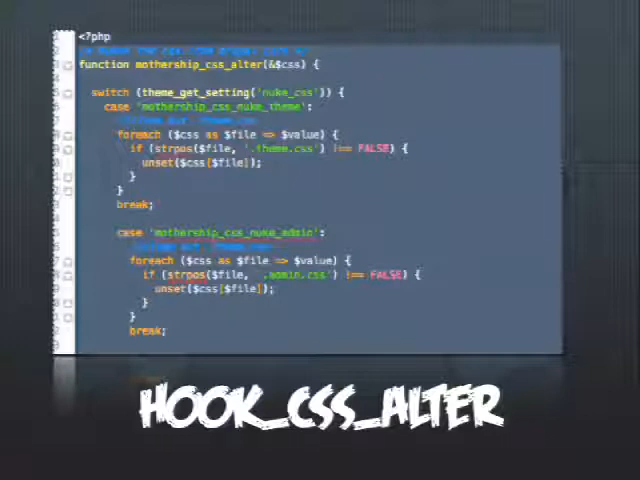 <?php
function mothership_css_alter(&$css) {
switch (theme_get_setting('nuke_css')) {
case 'mothership_css_nuke_theme':
foreach ($css as $file => $value) {
if (strpos($file, '.theme.css') !== FALSE) {
unset($css[$file]);
}
}
break;
case 'mothership_css_nuke_admin':
foreach ($css as $file => $value) {
if (strpos($file, '.admin.css') !== FALSE) {
unset($css[$file]);
}
}
break;
HOOK_CSS_ALTER